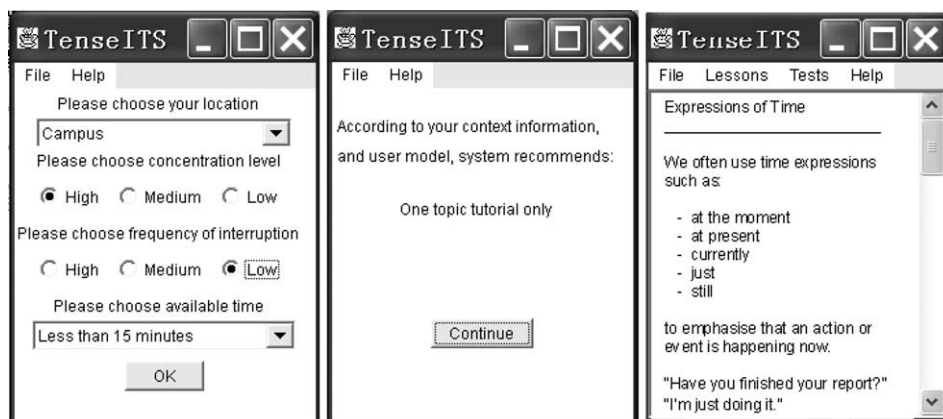 TenseITS
File Help
Please choose your location
Campus
Please choose concentration level
High Medium Low
Please choose frequency of interruption
High Medium Low
Please choose available time
Less than 15 minutes
OK
TenseITS
File Help
According to your context information,
and user model, system recommends:
One topic tutorial only
Continue
TenseITS
File Lessons Tests Help
Expressions of Time
We often use time expressions
such as:
- at the moment
- at present
- currently
- just
- still
to emphasise that an action or
event is happening now.
"Have you finished your report?"
"I'm just doing it."